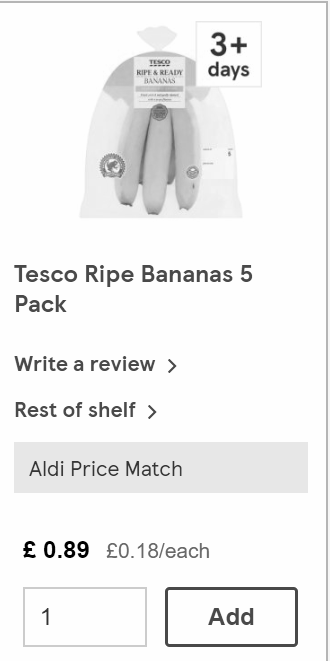 3+
days
TESCO
RIPE & READY
BANANAS
Tesco Ripe Bananas 5
Pack
Write a review >
Rest of shelf >
Aldi Price Match
£ 0.89 £0.18/each
1 Add